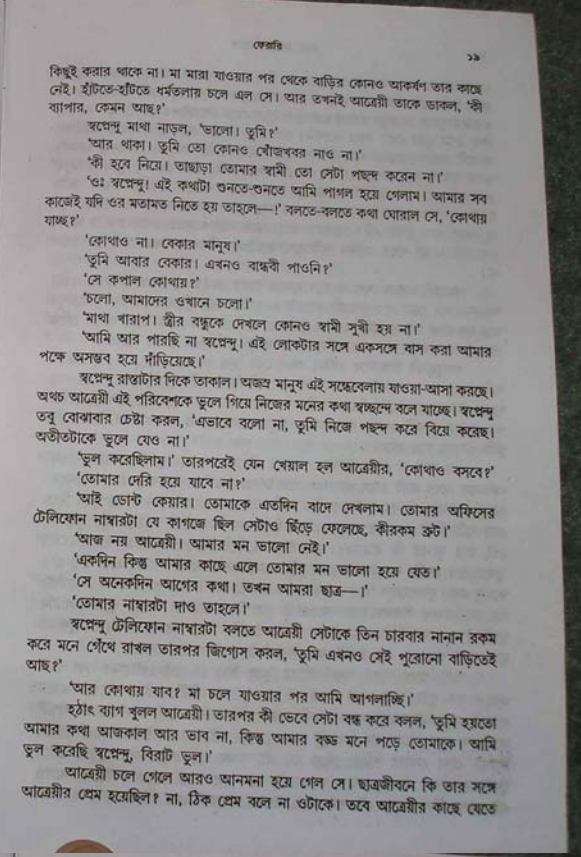 ফেরারি
১৯
কিছুই করার থাকে না। মা মারা যাওয়ার পর থেকে বাড়ির কোনও আকর্ষণ তার কাছে
নেই। হাঁটতে-হাঁটতে ধর্মতলায় চলে এল সে। আর তখনই আত্রেয়ী তাকে ডাকল, ‘কী
ব্যাপার, কেমন আছ?’
স্বপ্নেন্দু মাথা নাড়ল, ‘ভালো। তুমি?’
‘আর থাকা। তুমি তো কোনও খোঁজখবর নাও না।’
‘কী হবে নিয়ে। তাছাড়া তোমার স্বামী তো সেটা পছন্দ করেন না।’
‘ওঃ স্বপ্নেন্দু! এই কথাটা শুনতে-শুনতে আমি পাগল হয়ে গেলাম। আমার সব
কাজেই যদি ওর মতামত নিতে হয় তাহলে—!’ বলতে-বলতে কথা ঘোরাল সে, ‘কোথায়
যাচ্ছ?’
‘কোথাও না। বেকার মানুষ।’
‘তুমি আবার বেকার। এখনও বান্ধবী পাওনি?’
‘সে কপাল কোথায়?’
‘চলো, আমাদের ওখানে চলো।’
‘মাথা খারাপ। স্ত্রীর বন্ধুকে দেখলে কোনও স্বামী সুখী হয় না।’
‘আমি আর পারছি না স্বপ্নেন্দু। এই লোকটার সঙ্গে একসঙ্গে বাস করা আমার
পক্ষে অসম্ভব হয়ে দাঁড়িয়েছে।’
স্বপ্নেন্দু রাস্তাটার দিকে তাকাল। অজস্র মানুষ এই সন্ধেবেলায় যাওয়া-আসা করছে।
অথচ আত্রেয়ী এই পরিবেশকে ভুলে গিয়ে নিজের মনের কথা স্বচ্ছন্দে বলে যাচ্ছে। স্বপ্নেন্দু
তবু বোঝাবার চেষ্টা করল, ‘এভাবে বলো না, তুমি নিজে পছন্দ করে বিয়ে করেছ।
অতীতটাকে ভুলে যেও না।’
‘ভুল করেছিলাম।’ তারপরেই যেন খেয়াল হল আত্রেয়ীর, ‘কোথাও বসবে?’
‘তোমার দেরি হয়ে যাবে না?’
‘আই ডোন্ট কেয়ার। তোমাকে এতদিন বাদে দেখলাম। তোমার অফিসের
টেলিফোন নাম্বারটা যে কাগজে ছিল সেটাও ছিঁড়ে ফেলেছে, কীরকম ব্রুট।’
‘আজ নয় আত্রেয়ী। আমার মন ভালো নেই।’
‘একদিন কিন্তু আমার কাছে এলে তোমার মন ভালো হয়ে যেত।’
‘সে অনেকদিন আগের কথা। তখন আমরা ছাত্র—।’
‘তোমার নাম্বারটা দাও তাহলে।’
স্বপ্নেন্দু টেলিফোন নাম্বারটা বলতে আত্রেয়ী সেটাকে তিন চারবার নানান রকম
করে মনে গেঁথে রাখল তারপর জিগ্যেস করল, ‘তুমি এখনও সেই পুরোনো বাড়িতেই
আছ?’
‘আর কোথায় যাব? মা চলে যাওয়ার পর আমি আগলাচ্ছি।’
হঠাৎ ব্যাগ খুলল আত্রেয়ী। তারপর কী ভেবে সেটা বন্ধ করে বলল, ‘তুমি হয়তো
আমার কথা আজকাল আর ভাব না, কিন্তু আমার বড্ড মনে পড়ে তোমাকে। আমি
ভুল করেছি স্বপ্নেন্দু, বিরাট ভুল।’
আত্রেয়ী চলে গেলে আরও আনমনা হয়ে গেল সে। ছাত্রজীবনে কি তার সঙ্গে
আত্রেয়ীর প্রেম হয়েছিল? না, ঠিক প্রেম বলে না ওটাকে। তবে আত্রেয়ীর কাছে যেতে